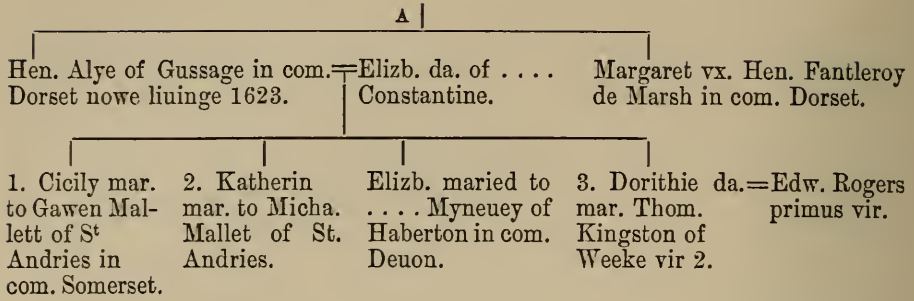 A
Hen. Alye of Gussage in com.=Elizb. da. of . . . .
Dorset nowe liuinge 1623.
Constantine.
Margaret vx. Hen. Fantleroy
de Marsh in com. Dorset.
1. Cicily mar.
to Gawen Mal-
lett of Sᵗ
Andries in
com. Somerset.
2. Katherin
mar. to Micha.
Mallet of St.
Andries.
Elizb. maried to
. . . . Myneuey of
Haberton in com.
Deuon.
3. Dorithie da.=Edw. Rogers
mar. Thom.
Kingston of
Weeke vir 2.
primus vir.